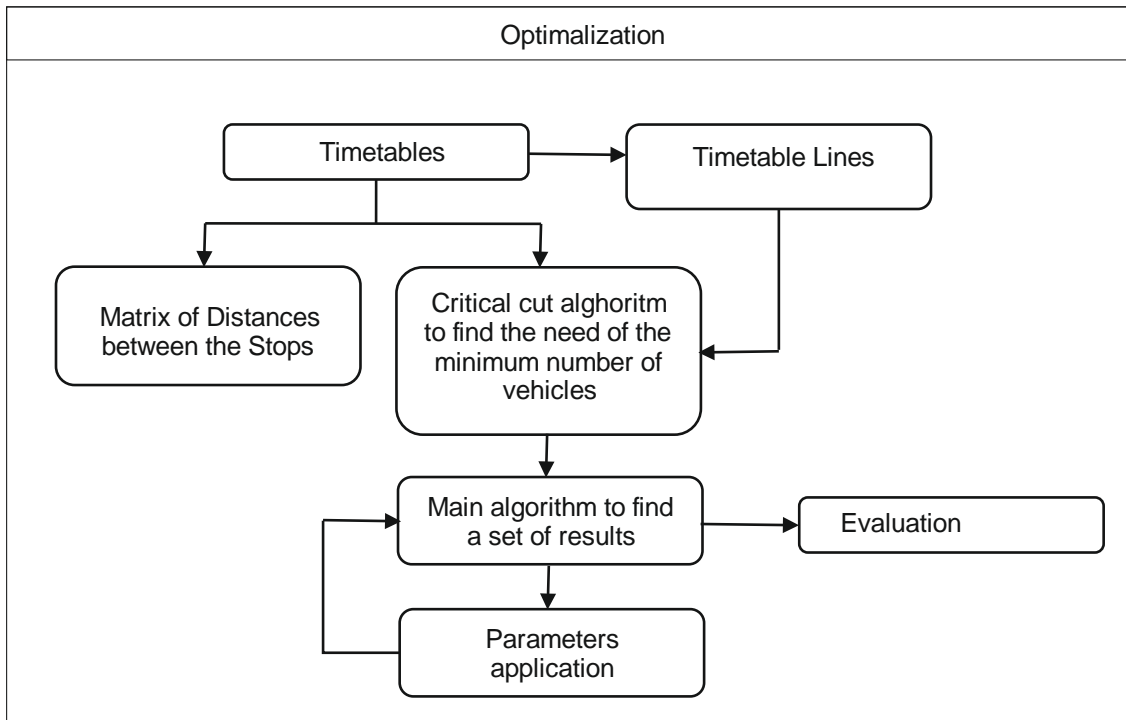 Optimalization
Timetables
Timetable Lines
Matrix of Distances
between the Stops
Critical cut alghoritm
to find the need of the
minimum number of
vehicles
Main algorithm to find
a set of results
Evaluation
Parameters
application